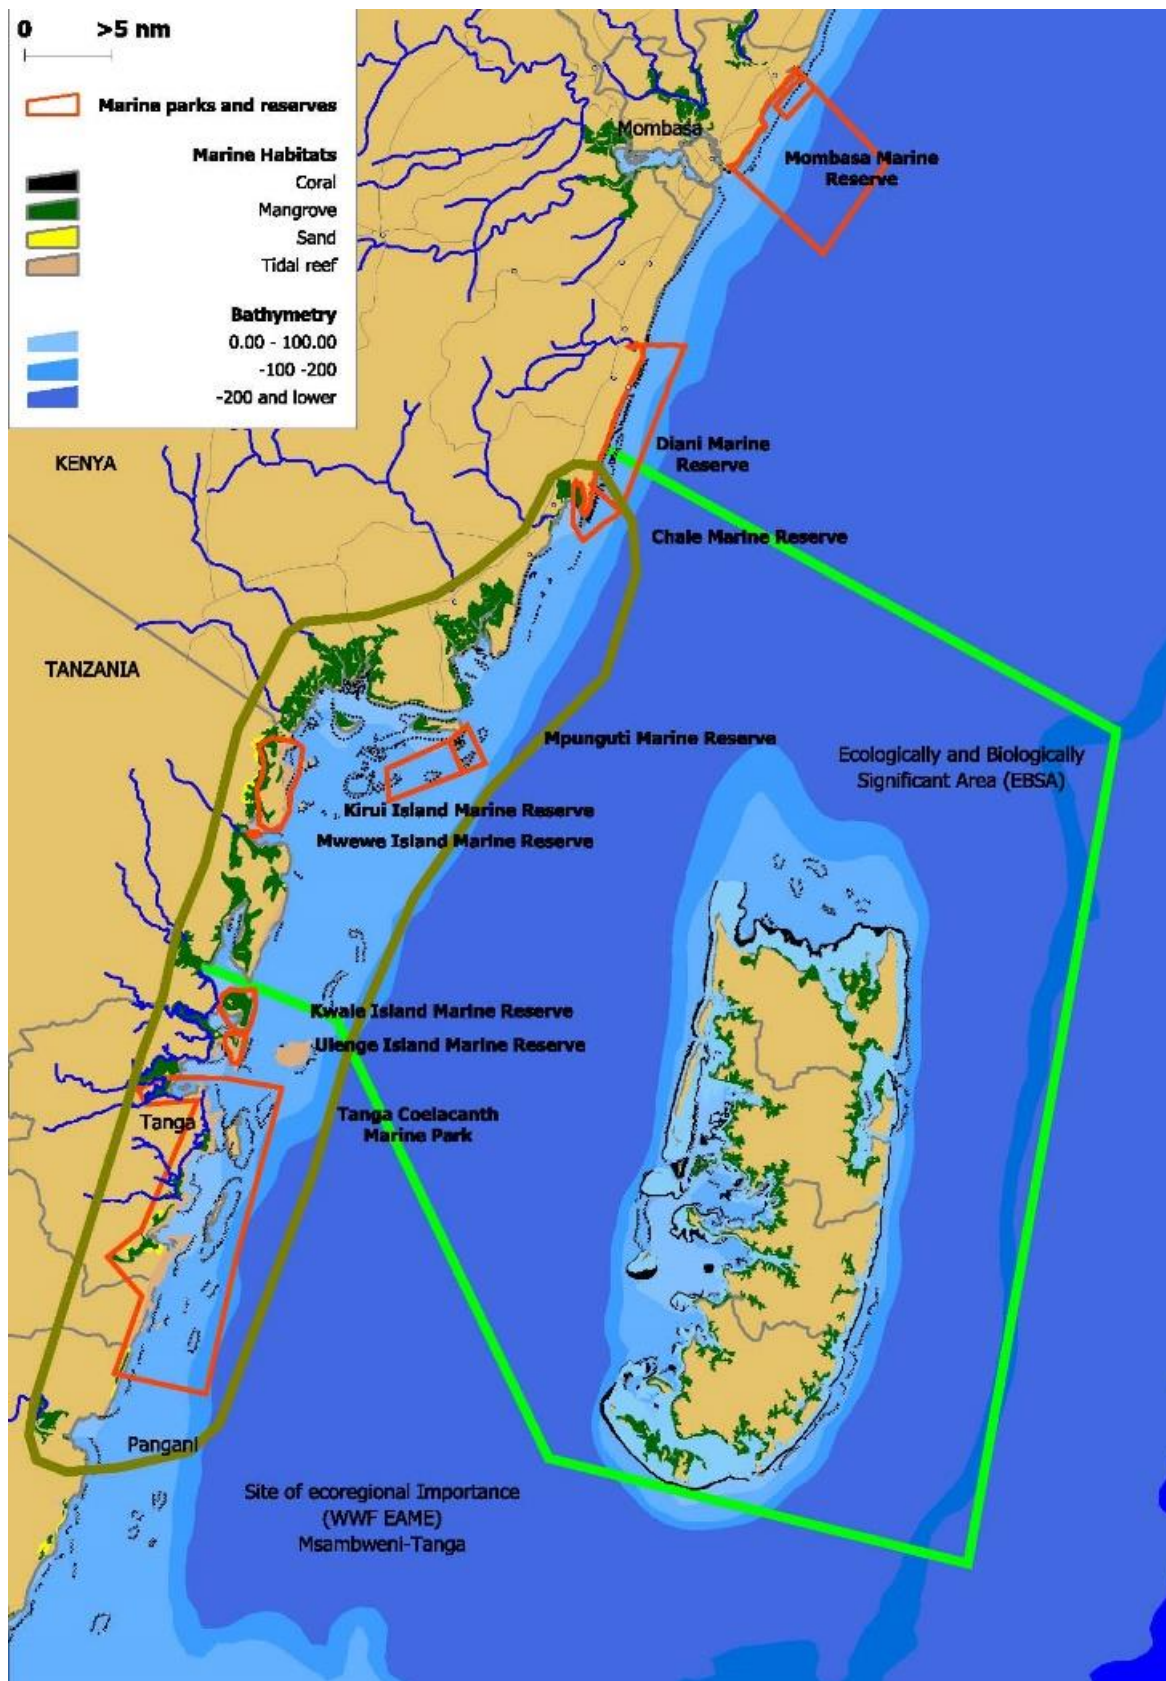 0 >5 nm
Marine parks and reserves
Marine Habitats
Coral
Mangrove
Sand
Tidal reef
Bathymetry
0.00 - 100.00
-100 -200
-200 and lower
Mombasa
Mombasa Marine
Reserve
KENYA
Diani Marine
Reserve
Chale Marine Reserve
TANZANIA
Mpunguti Marine Reserve
Ecologically and Biologically
Significant Area (EBSA)
Kirui Island Marine Reserve
Mwewe Island Marine Reserve
Kwale Island Marine Reserve
Ulenge Island Marine Reserve
Tanga
Tanga Coelacanth
Marine Park
Pangani
Site of ecoregional Importance
(WWF EAME)
Msambweni-Tanga